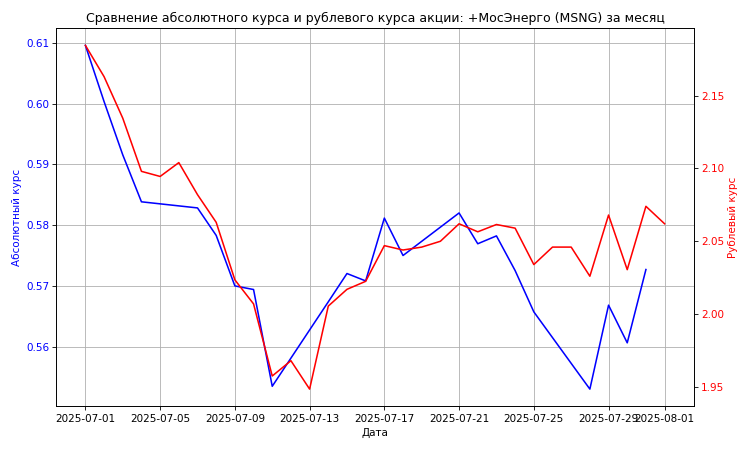 Сравнение абсолютного курса и рублевого курса акции: +МосЭнерго (MSNG) за месяц
0.61
0.60
0.59
0.58
0.57
0.56
Абсолютный курс
2.15
2.10
2.05
2.00
1.95
Рублевый курс
2025-07-01 2025-07-05 2025-07-09 2025-07-13 2025-07-17 2025-07-21 2025-07-25 2025-07-29 2025-08-01
Дата